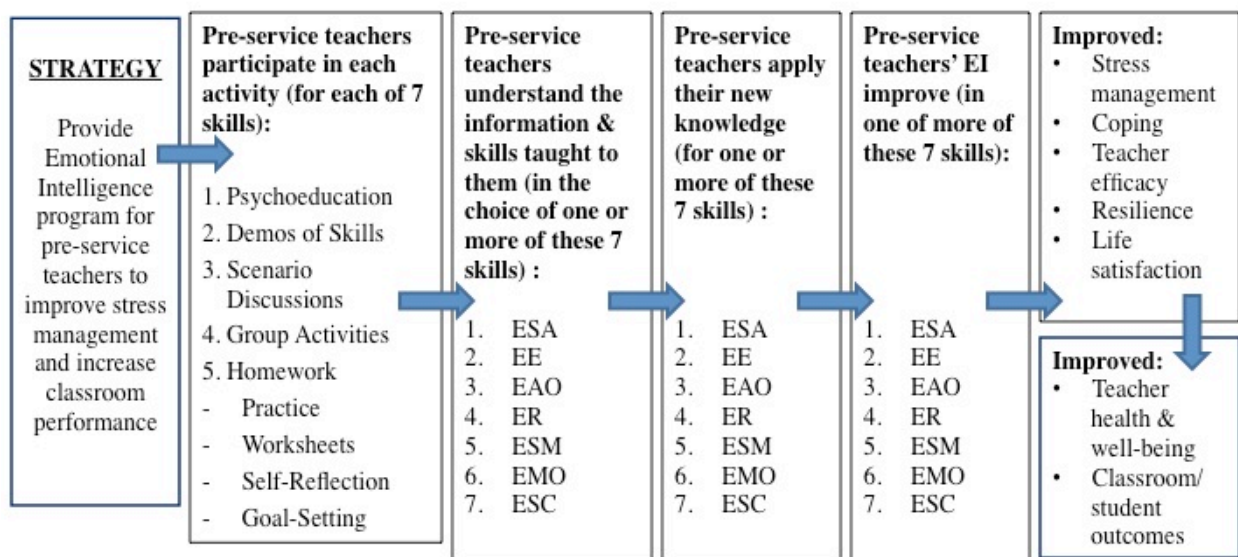 STRATEGY
Provide
Emotional
Intelligence
program for
pre-service
teachers to
improve stress
management
and increase
classroom
performance
Pre-service teachers
participate in each
activity (for each of 7
skills):
1. Psychoeducation
2. Demos of Skills
3. Scenario
Discussions
4. Group Activities
5. Homework
- Practice
- Worksheets
- Self-Reflection
- Goal-Setting
Pre-service
teachers
understand the
information &
skills taught to
them (in the
choice of one or
more of these 7
skills) :
1. ESA
2. EE
3. EAO
4. ER
5. ESM
6. EMO
7. ESC
Pre-service
teachers apply
their new
knowledge
(for one or
more of these
7 skills) :
1. ESA
2. EE
3. EAO
4. ER
5. ESM
6. EMO
7. ESC
Pre-service
teachers' EI
improve (in
one of more of
these 7 skills):
1. ESA
2. EE
3. EAO
4. ER
5. ESM
6. EMO
7. ESC
Improved:
• Stress
management
• Coping
• Teacher
efficacy
• Resilience
• Life
satisfaction
Improved:
• Teacher
health &
well-being
• Classroom/
student
outcomes